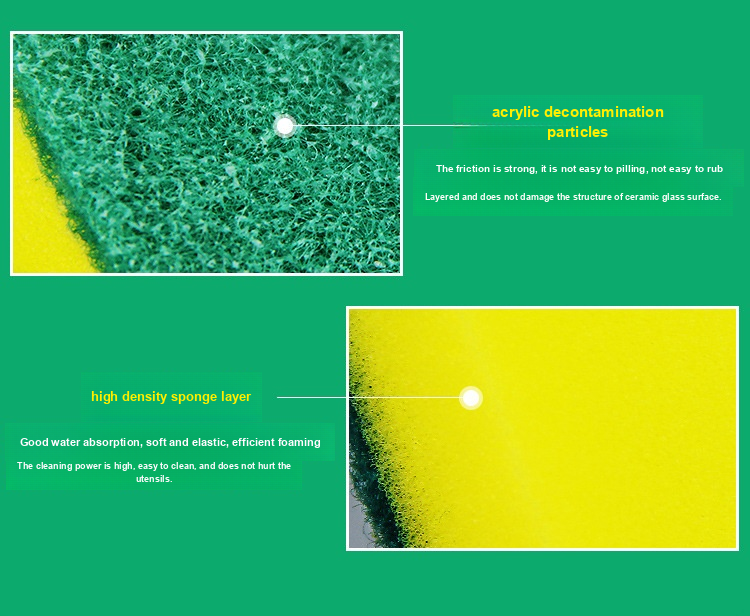 acrylic decontamination
particles
The friction is strong, it is not easy to pilling, not easy to rub
Layered and does not damage the structure of ceramic glass surface.
high density sponge layer
Good water absorption, soft and elastic, efficient foaming
The cleaning power is high, easy to clean, and does not hurt the
utensils.